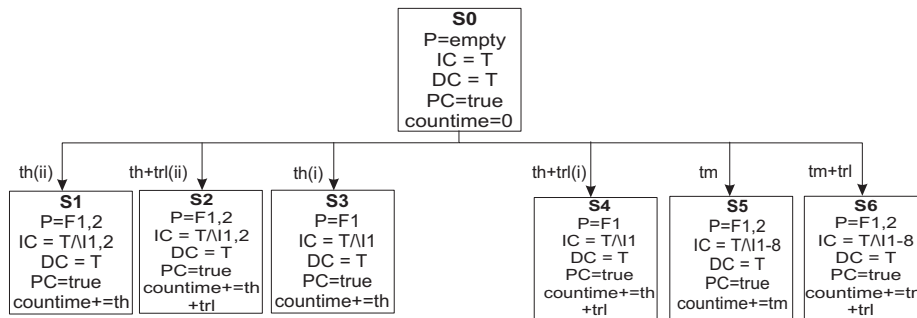 S0
P=empty
IC = T
DC = T
PC=true
countime=0
th(ii)
th+trl(ii)
th(i)
th+trl(i)
tm
tm+trl
S1
P=F1,2
IC = T/\I1,2
DC = T
PC=true
countime+=th
S2
P=F1,2
IC = T/\I1,2
DC = T
PC=true
countime+=th
+trl
S3
P=F1
IC = T/\I1
DC = T
PC=true
countime+=th
S4
P=F1
IC = T/\I1
DC = T
PC=true
countime+=th
+trl
S5
P=F1,2
IC = T/\I1-8
DC = T
PC=true
countime+=tm
S6
P=F1,2
IC = T/\I1-8
DC = T
PC=true
countime+=tm
+trl